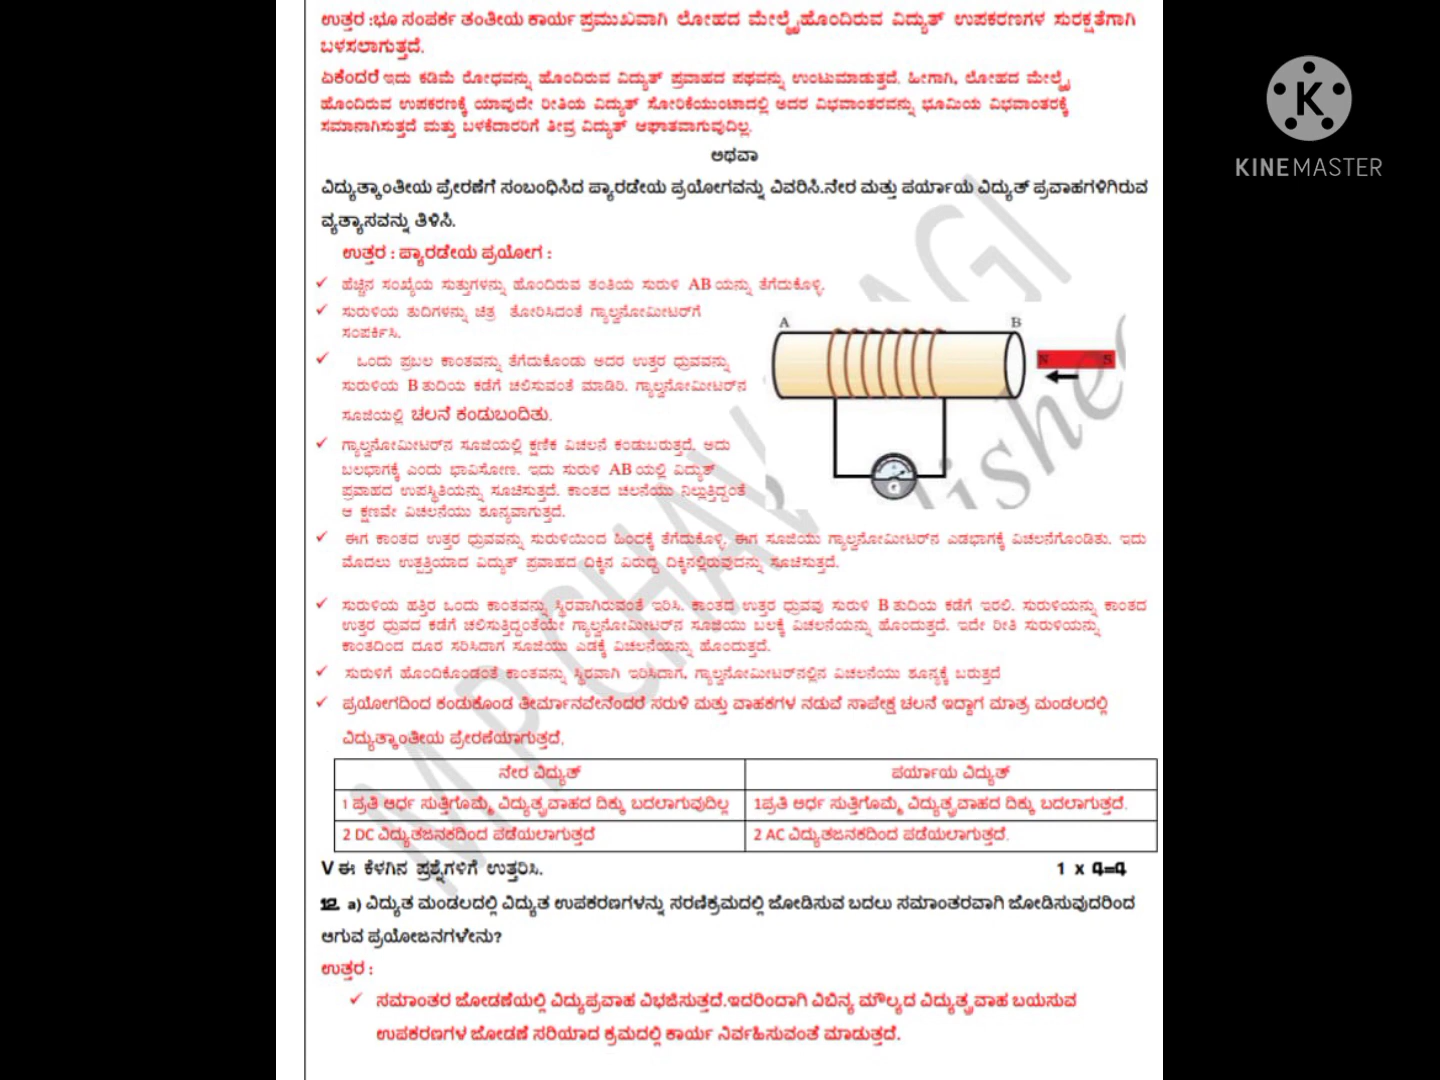 ಉತ್ತರ :ಭೂ ಸಂಪರ್ಕ ತಂತೀಯ ಕಾರ್ಯ ಪ್ರಮುಖವಾಗಿ ಲೋಹದ ಮೇಲ್ಮೈಹೊಂದಿರುವ ವಿದ್ಯುತ್ ಉಪಕರಣಗಳ ಸುರಕ್ಷತೆಗಾಗಿ
ಬಳಸಲಾಗುತ್ತದೆ.
ಏಕೆಂದರೆ ಇದು ಕಡಿಮೆ ರೋಧವನ್ನು ಹೊಂದಿರುವ ವಿದ್ಯುತ್ ಪ್ರವಾಹದ ಪಥವನ್ನು ಉಂಟುಮಾಡುತ್ತದೆ. ಹೀಗಾಗಿ, ಲೋಹದ ಮೇಲ್ಮೈ
ಹೊಂದಿರುವ ಉಪಕರಣಕ್ಕೆ ಯಾವುದೇ ರೀತಿಯ ವಿದ್ಯುತ್ ಸೋರಿಕೆಯುಂಟಾದಲ್ಲಿ ಅದರ ವಿಭವಾಂತರವನ್ನು ಭೂಮಿಯ ವಿಭವಾಂತರಕ್ಕೆ
ಸಮಾನಾಗಿಸುತ್ತದೆ ಮತ್ತು ಬಳಕೆದಾರರಿಗೆ ತೀವ್ರ ವಿದ್ಯುತ್ ಆಘಾತವಾಗುವುದಿಲ್ಲ.
ಅಥವಾ
ವಿದ್ಯುತ್ಕಾಂತೀಯ ಪ್ರೇರಣೆಗೆ ಸಂಬಂಧಿಸಿದ ಪ್ಯಾರಡೇಯ ಪ್ರಯೋಗವನ್ನು ವಿವರಿಸಿ.ನೇರ ಮತ್ತು ಪರ್ಯಾಯ ವಿದ್ಯುತ್ ಪ್ರವಾಹಗಳಿಗಿರುವ
ವ್ಯತ್ಯಾಸವನ್ನು ತಿಳಿಸಿ.
ಉತ್ತರ : ಪ್ಯಾರಡೇಯ ಪ್ರಯೋಗ :
✓ ಹೆಚ್ಚಿನ ಸಂಖ್ಯೆಯ ಸುತ್ತುಗಳನ್ನು ಹೊಂದಿರುವ ತಂತಿಯ ಸುರುಳಿ AB ಯನ್ನು ತೆಗೆದುಕೊಳ್ಳಿ.
✓ ಸುರುಳಿಯ ತುದಿಗಳನ್ನು ಚಿತ್ರ ತೋರಿಸಿದಂತೆ ಗ್ಯಾಲ್ವನೋಮೀಟರ್‌ಗೆ
ಸಂಪರ್ಕಿಸಿ.
✓ ಒಂದು ಪ್ರಬಲ ಕಾಂತವನ್ನು ತೆಗೆದುಕೊಂಡು ಅದರ ಉತ್ತರ ಧ್ರುವವನ್ನು
ಸುರುಳಿಯ B ತುದಿಯ ಕಡೆಗೆ ಚಲಿಸುವಂತೆ ಮಾಡಿರಿ. ಗ್ಯಾಲ್ವನೋಮೀಟರ್‌ನ
ಸೂಜಿಯಲ್ಲಿ ಚಲನೆ ಕಂಡುಬಂದಿತು.
✓ ಗ್ಯಾಲ್ವನೋಮೀಟರ್‌ನ ಸೂಜಿಯಲ್ಲಿ ಕ್ಷಣಿಕ ವಿಚಲನೆ ಕಂಡುಬರುತ್ತದೆ. ಅದು
ಬಲಭಾಗಕ್ಕೆ ಎಂದು ಭಾವಿಸೋಣ. ಇದು ಸುರುಳಿ AB ಯಲ್ಲಿ ವಿದ್ಯುತ್
ಪ್ರವಾಹದ ಉಪಸ್ಥಿತಿಯನ್ನು ಸೂಚಿಸುತ್ತದೆ. ಕಾಂತದ ಚಲನೆಯು ನಿಲ್ಲುತ್ತಿದ್ದಂತೆ
ಆ ಕ್ಷಣವೇ ವಿಚಲನೆಯು ಶೂನ್ಯವಾಗುತ್ತದೆ.
A B
N S
G
✓ ಈಗ ಕಾಂತದ ಉತ್ತರ ಧ್ರುವವನ್ನು ಸುರುಳಿಯಿಂದ ಹಿಂದಕ್ಕೆ ತೆಗೆದುಕೊಳ್ಳಿ. ಈಗ ಸೂಜಿಯು ಗ್ಯಾಲ್ವನೋಮೀಟರ್‌ನ ಎಡಭಾಗಕ್ಕೆ ವಿಚಲನೆಗೊಂಡಿತು. ಇದು
ಮೊದಲು ಉತ್ಪತ್ತಿಯಾದ ವಿದ್ಯುತ್ ಪ್ರವಾಹದ ದಿಕ್ಕಿನ ವಿರುದ್ಧ ದಿಕ್ಕಿನಲ್ಲಿರುವುದನ್ನು ಸೂಚಿಸುತ್ತದೆ.
✓ ಸುರುಳಿಯ ಹತ್ತಿರ ಒಂದು ಕಾಂತವನ್ನು ಸ್ಥಿರವಾಗಿರುವಂತೆ ಇರಿಸಿ. ಕಾಂತದ ಉತ್ತರ ಧ್ರುವವು ಸುರುಳಿ B ತುದಿಯ ಕಡೆಗೆ ಇರಲಿ. ಸುರುಳಿಯನ್ನು ಕಾಂತದ
ಉತ್ತರ ಧ್ರುವದ ಕಡೆಗೆ ಚಲಿಸುತ್ತಿದ್ದಂತೆಯೇ ಗ್ಯಾಲ್ವನೋಮೀಟರ್‌ನ ಸೂಜಿಯು ಬಲಕ್ಕೆ ವಿಚಲನೆಯನ್ನು ಹೊಂದುತ್ತದೆ. ಇದೇ ರೀತಿ ಸುರುಳಿಯನ್ನು
ಕಾಂತದಿಂದ ದೂರ ಸರಿಸಿದಾಗ ಸೂಜಿಯು ಎಡಕ್ಕೆ ವಿಚಲನೆಯನ್ನು ಹೊಂದುತ್ತದೆ.
✓ ಸುರುಳಿಗೆ ಹೊಂದಿಕೊಂಡಂತೆ ಕಾಂತವನ್ನು ಸ್ಥಿರವಾಗಿ ಇರಿಸಿದಾಗ, ಗ್ಯಾಲ್ವನೋಮೀಟರ್‌ನಲ್ಲಿನ ವಿಚಲನೆಯು ಶೂನ್ಯಕ್ಕೆ ಬರುತ್ತದೆ
✓ ಪ್ರಯೋಗದಿಂದ ಕಂಡುಕೊಂಡ ತೀರ್ಮಾನವೇನೆಂದರೆ ಸರುಳಿ ಮತ್ತು ವಾಹಕಗಳ ನಡುವೆ ಸಾಪೇಕ್ಷ ಚಲನೆ ಇದ್ದಾಗ ಮಾತ್ರ ಮಂಡಲದಲ್ಲಿ
ವಿದ್ಯುತ್ಕಾಂತೀಯ ಪ್ರೇರಣೆಯಾಗುತ್ತದೆ.
ನೇರ ವಿದ್ಯುತ್ ಪರ್ಯಾಯ ವಿದ್ಯುತ್
1 ಪ್ರತಿ ಅರ್ಧ ಸುತ್ತಿಗೊಮ್ಮೆ ವಿದ್ಯುತ್ಪ್ರವಾಹದ ದಿಕ್ಕು ಬದಲಾಗುವುದಿಲ್ಲ 1ಪ್ರತಿ ಅರ್ಧ ಸುತ್ತಿಗೊಮ್ಮೆ ವಿದ್ಯುತ್ಪ್ರವಾಹದ ದಿಕ್ಕು ಬದಲಾಗುತ್ತದೆ.
2 DC ವಿದ್ಯುತಜನಕದಿಂದ ಪಡೆಯಲಾಗುತ್ತದೆ 2 AC ವಿದ್ಯುತಜನಕದಿಂದ ಪಡೆಯಲಾಗುತ್ತದೆ.
V ಈ ಕೆಳಗಿನ ಪ್ರಶ್ನೆಗಳಿಗೆ ಉತ್ತರಿಸಿ. 1 x 4=4
12. a) ವಿದ್ಯುತ ಮಂಡಲದಲ್ಲಿ ವಿದ್ಯುತ ಉಪಕರಣಗಳನ್ನು ಸರಣಿಕ್ರಮದಲ್ಲಿ ಜೋಡಿಸುವ ಬದಲು ಸಮಾಂತರವಾಗಿ ಜೋಡಿಸುವುದರಿಂದ
ಆಗುವ ಪ್ರಯೋಜನಗಳೇನು?
ಉತ್ತರ :
✓ ಸಮಾಂತರ ಜೋಡಣೆಯಲ್ಲಿ ವಿದ್ಯುಪ್ರವಾಹ ವಿಭಜಿಸುತ್ತದೆ.ಇದರಿಂದಾಗಿ ವಿಬಿನ್ಯ ಮೌಲ್ಯದ ವಿದ್ಯುತ್ಪ್ರವಾಹ ಬಯಸುವ
ಉಪಕರಣಗಳ ಜೋಡಣೆ ಸರಿಯಾದ ಕ್ರಮದಲ್ಲಿ ಕಾರ್ಯ ನಿರ್ವಹಿಸುವಂತೆ ಮಾಡುತ್ತದೆ.
K
KINEMASTER